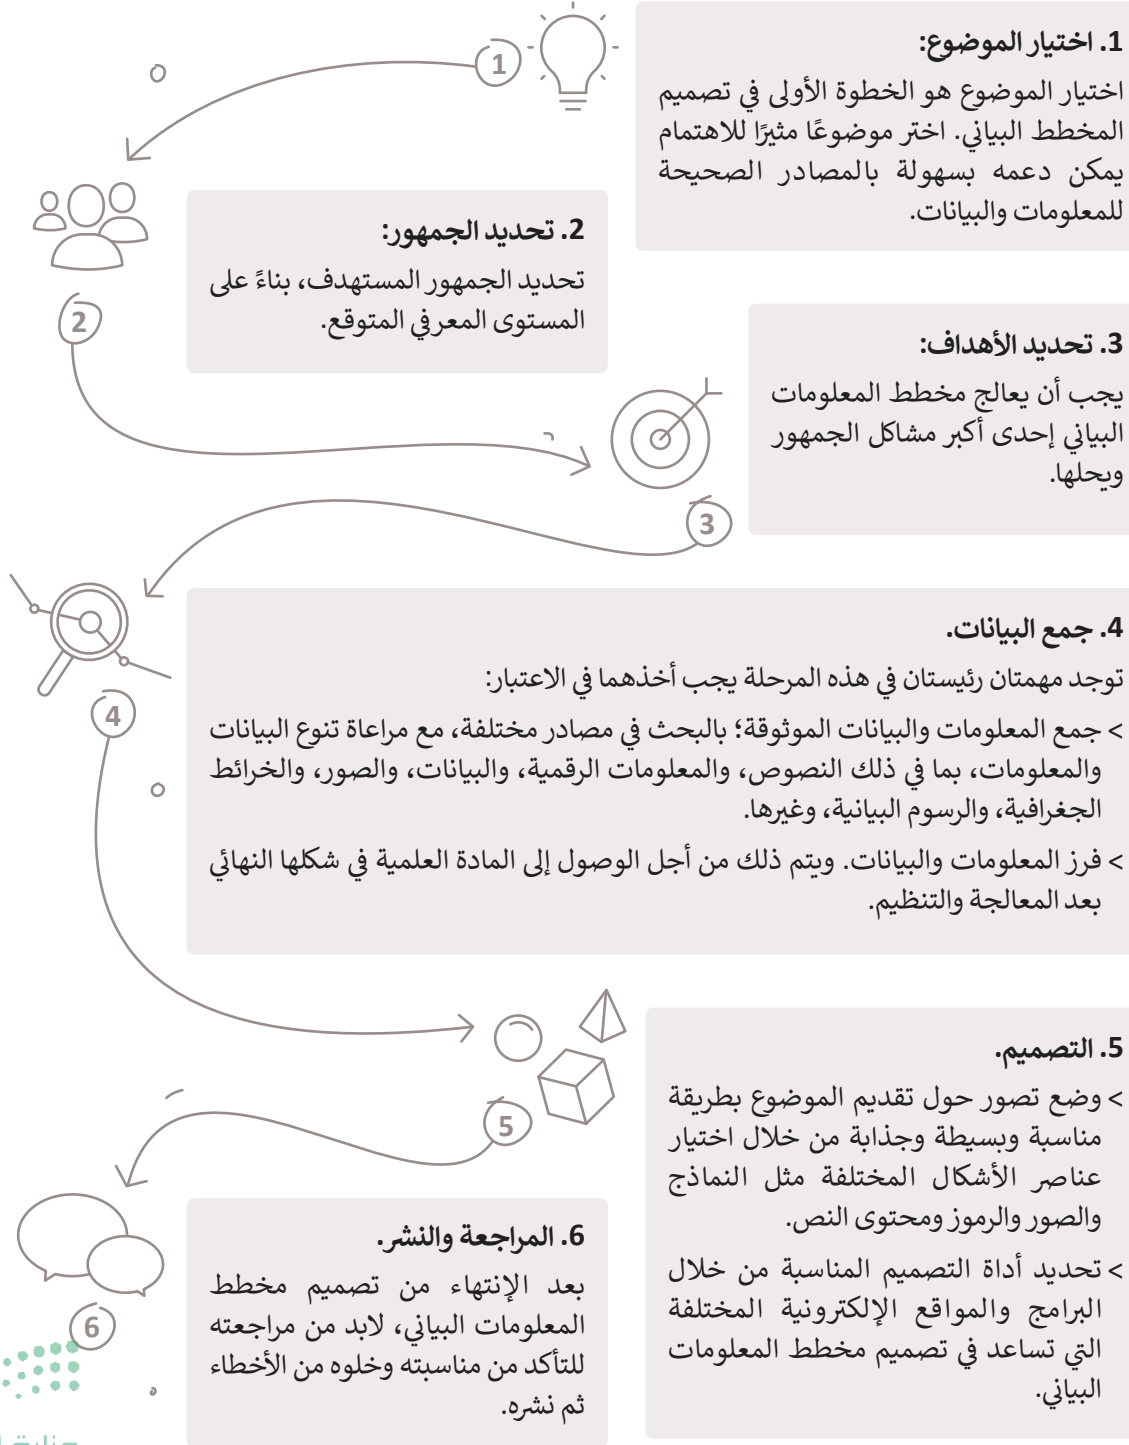 1. اختيار الموضوع:
اختيار الموضوع هو الخطوة الأولى في تصميم
المخطط البياني. اختر موضوعًا مثيرًا للاهتمام
يمكن دعمه بسهولة بالمصادر الصحيحة
للمعلومات والبيانات.
1
2. تحديد الجمهور:
تحديد الجمهور المستهدف، بناءً على
المستوى المعرفي المتوقع.
2
3. تحديد الأهداف:
يجب أن يعالج مخطط المعلومات
البياني إحدى أكبر مشاكل الجمهور
ويحلها.
3
4. جمع البيانات.
توجد مهمتان رئيستان في هذه المرحلة يجب أخذهما في الاعتبار:
> جمع المعلومات والبيانات الموثوقة؛ بالبحث في مصادر مختلفة، مع مراعاة تنوع البيانات
والمعلومات، بما في ذلك النصوص، والمعلومات الرقمية، والبيانات، والصور، والخرائط
الجغرافية، والرسوم البيانية، وغيرها.
> فرز المعلومات والبيانات. ويتم ذلك من أجل الوصول إلى المادة العلمية في شكلها النهائي
بعد المعالجة والتنظيم.
4
5. التصميم.
> وضع تصور حول تقديم الموضوع بطريقة
مناسبة وبسيطة وجذابة من خلال اختيار
عناصر الأشكال المختلفة مثل النماذج
والصور والرموز ومحتوى النص.
> تحديد أداة التصميم المناسبة من خلال
البرامج والمواقع الإلكترونية المختلفة
التي تساعد في تصميم مخطط المعلومات
البياني.
5
6. المراجعة والنشر.
بعد الإنتهاء من تصميم مخطط
المعلومات البياني، لابد من مراجعته
للتأكد من مناسبته وخلوه من الأخطاء
ثم نشره.
6